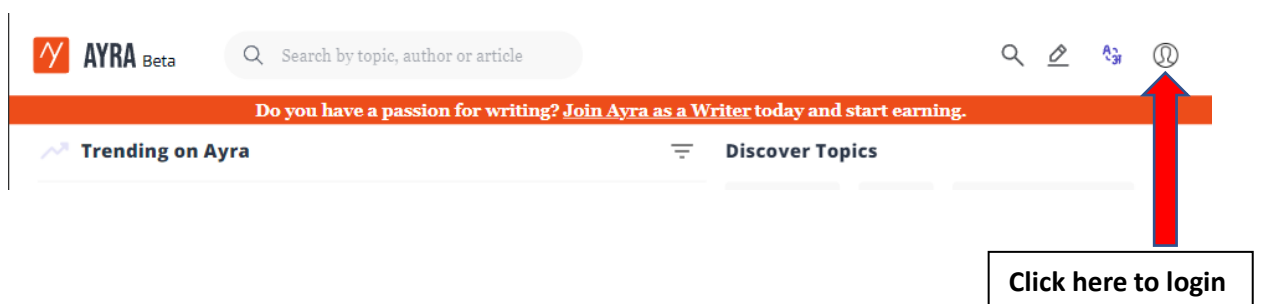 AYRA Beta
Search by topic, author or article
Do you have a passion for writing? Join Ayra as a Writer today and start earning.
Trending on Ayra
Discover Topics
Click here to login